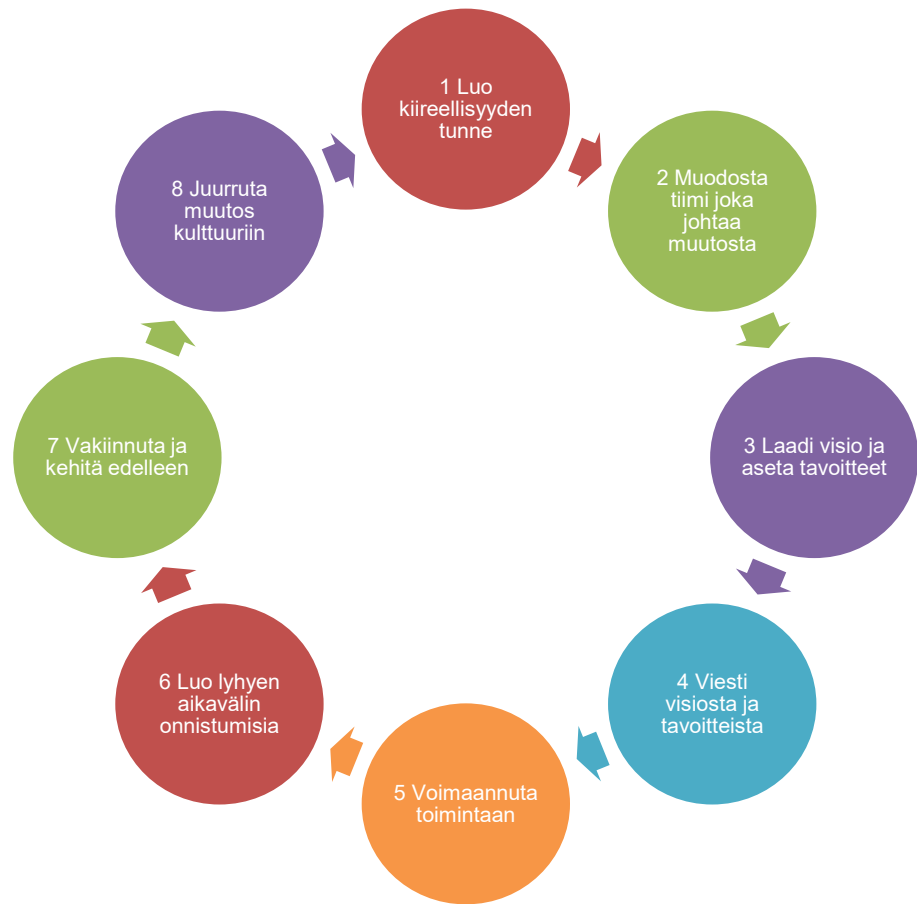 1 Luo
kiireellisyyden
tunne
2 Muodosta
tiimi joka
johtaa
muutosta
3 Laadi visio ja
aseta tavoitteet
4 Viesti
visiosta ja
tavoitteista
5 Voimaannuta
toimintaan
6 Luo lyhyen
aikavälin
onnistumisia
7 Vakiinnuta ja
kehitä edelleen
8 Juurruta
muutos
kulttuuriin